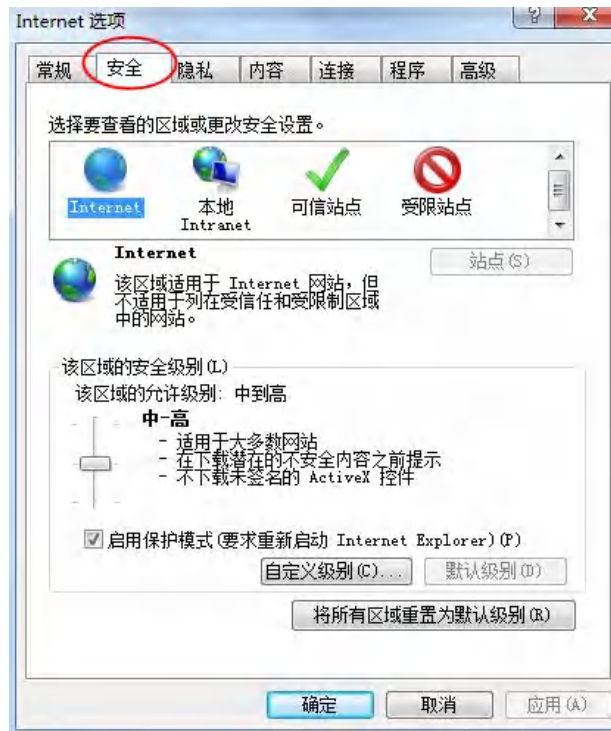 Internet 选项
常规 安全 隐私 内容 连接 程序 高级
选择要查看的区域或更改安全设置。
Internet 本地 可信站点 受限站点
Intranet
Internet
站点(S)
该区域适用于 Internet 网站，但
不适用于列在受信任和受限制区域
中的网站。
该区域的安全级别(L)
该区域的允许级别: 中到高
中-高
- 适用于大多数网站
- 在下载潜在的不安全内容之前提示
- 不下载未签名的 ActiveX 控件
启用保护模式(要求重新启动 Internet Explorer)(P)
自定义级别(C)... 默认级别(D)
将所有区域重置为默认级别(R)
确定 取消 应用(A)